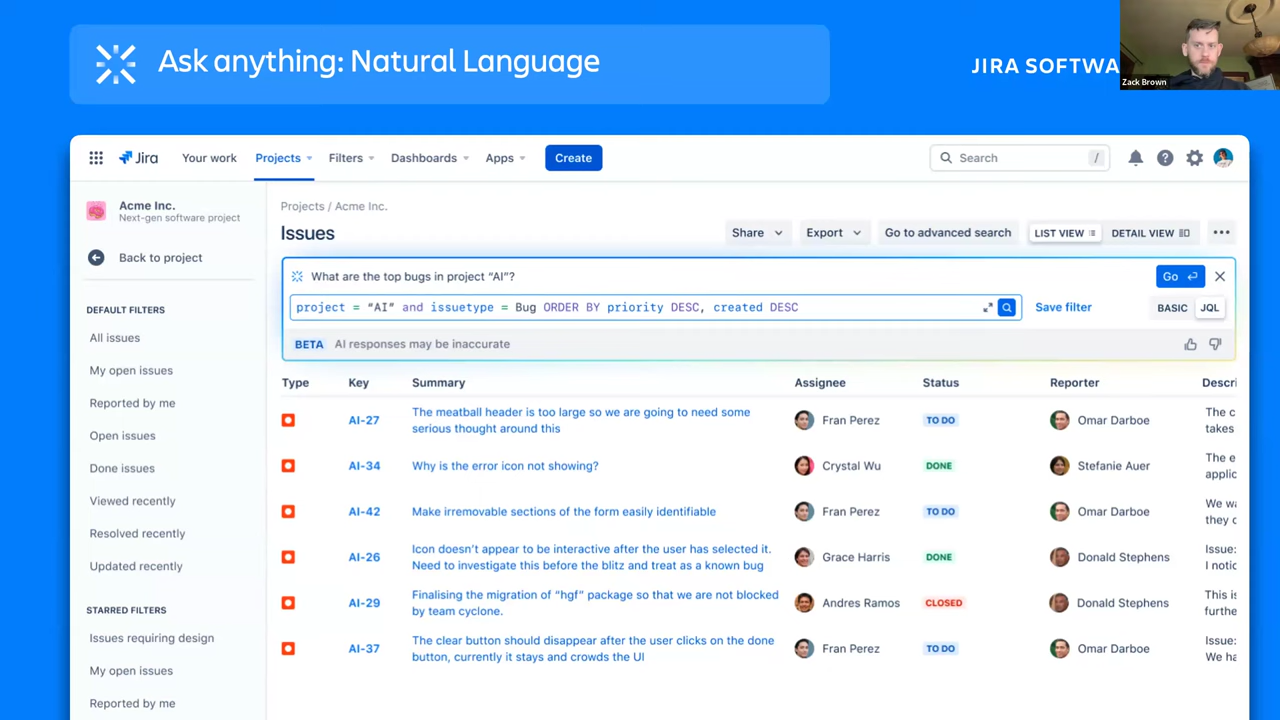 Ask anything: Natural Language
JIRA SOFTWA
Zack Brown
Jira
Your work
Projects
Filters
Dashboards
Apps
Create
Search
/
Acme Inc.
Next-gen software project
Back to project
DEFAULT FILTERS
All issues
My open issues
Reported by me
Open issues
Done issues
Viewed recently
Resolved recently
Updated recently
STARRED FILTERS
Issues requiring design
My open issues
Reported by me
Projects / Acme Inc.
Issues
Share
Export
Go to advanced search
LIST VIEW
DETAIL VIEW
What are the top bugs in project “AI”?
Go
project = “AI” and issuetype = Bug ORDER BY priority DESC, created DESC
Save filter
BASIC
JQL
BETA AI responses may be inaccurate
Type Key Summary Assignee Status Reporter Descri
AI-27
The meatball header is too large so we are going to need some
serious thought around this
Fran Perez
TO DO
Omar Darboe
The c
takes
AI-34
Why is the error icon not showing?
Crystal Wu
DONE
Stefanie Auer
The e
applic
AI-42
Make irremovable sections of the form easily identifiable
Fran Perez
TO DO
Omar Darboe
We wa
they c
AI-26
Icon doesn’t appear to be interactive after the user has selected it.
Need to investigate this before the blitz and treat as a known bug
Grace Harris
DONE
Donald Stephens
Issue:
I notic
AI-29
Finalising the migration of “hgf” package so that we are not blocked
by team cyclone.
Andres Ramos
CLOSED
Donald Stephens
This is
furthe
AI-37
The clear button should disappear after the user clicks on the done
button, currently it stays and crowds the UI
Fran Perez
TO DO
Omar Darboe
Issue:
We ha